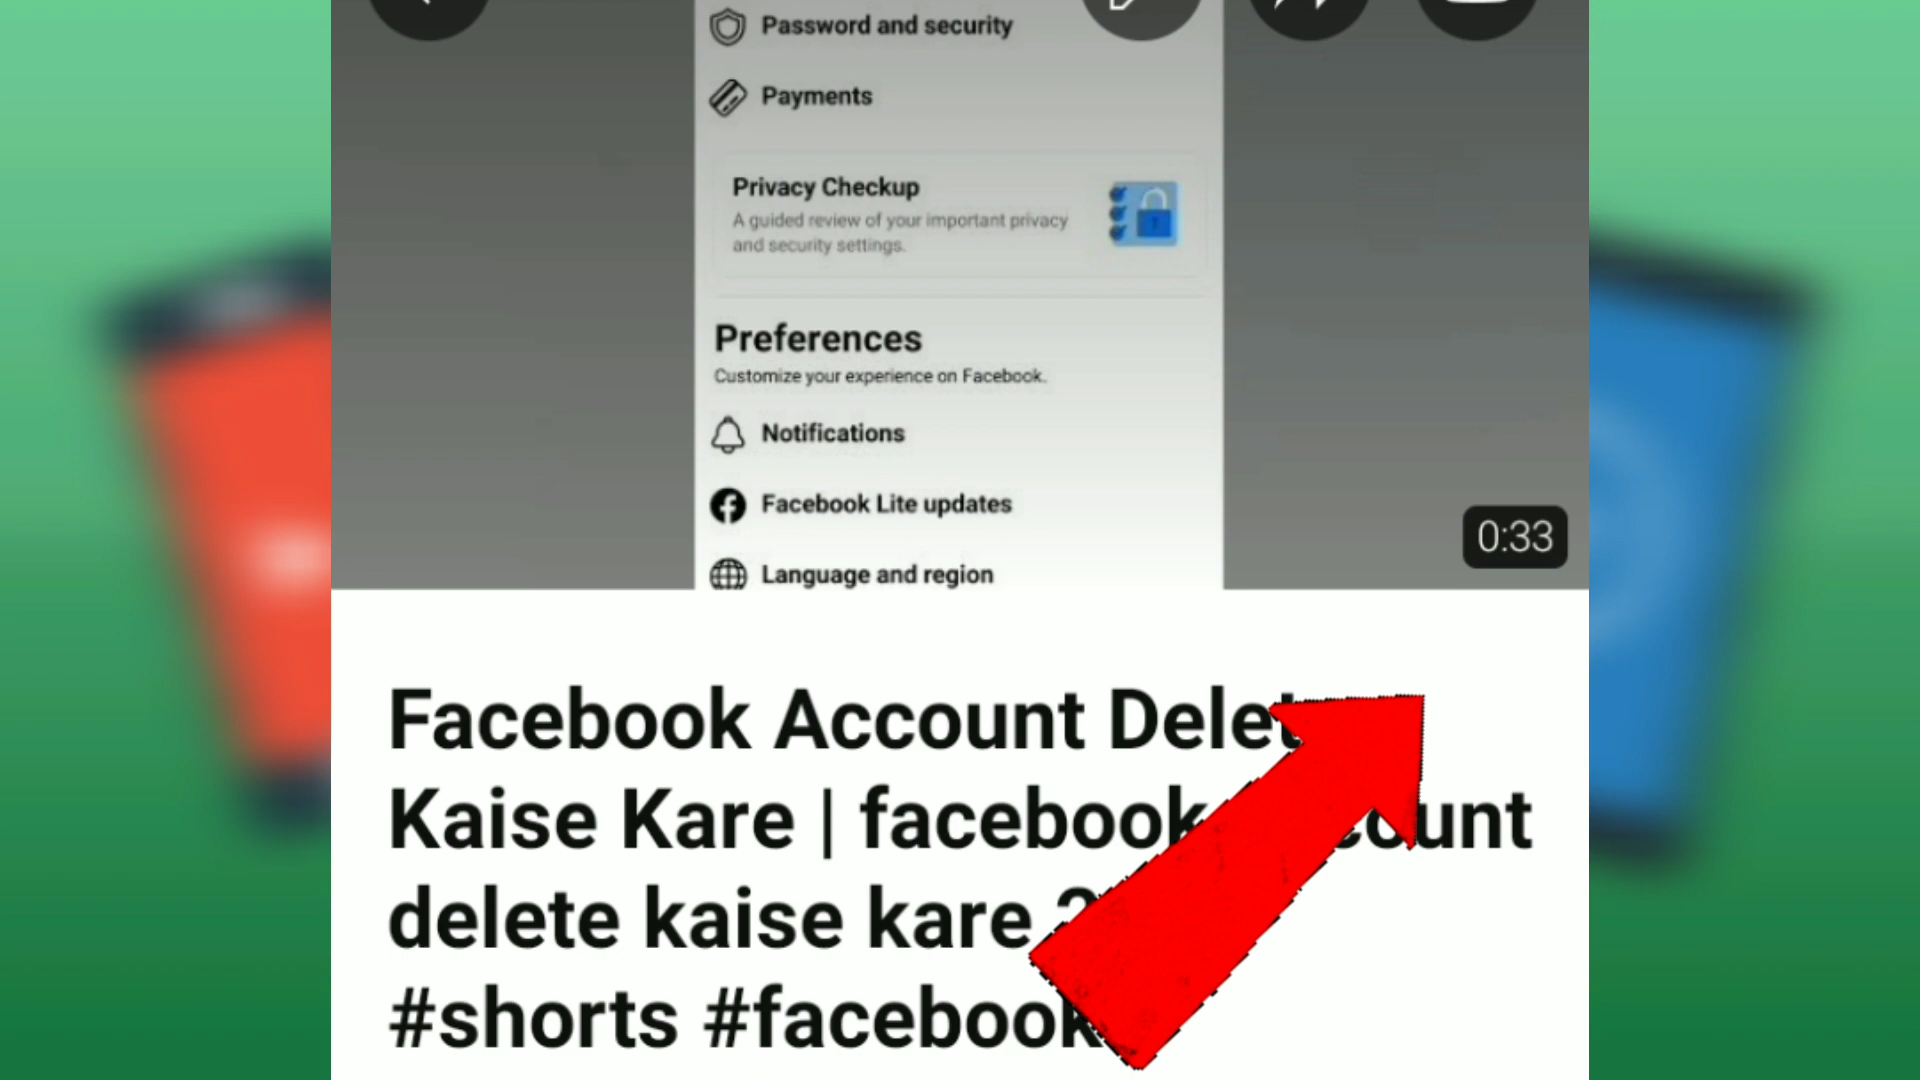 Password and security
Payments
Privacy Checkup
A guided review of your important privacy
and security settings.
Preferences
Customize your experience on Facebook.
Notifications
Facebook Lite updates
0:33
Language and region
Facebook Account Delet
Kaise Kare | facebook
delete kaise kare
#shorts #facebook